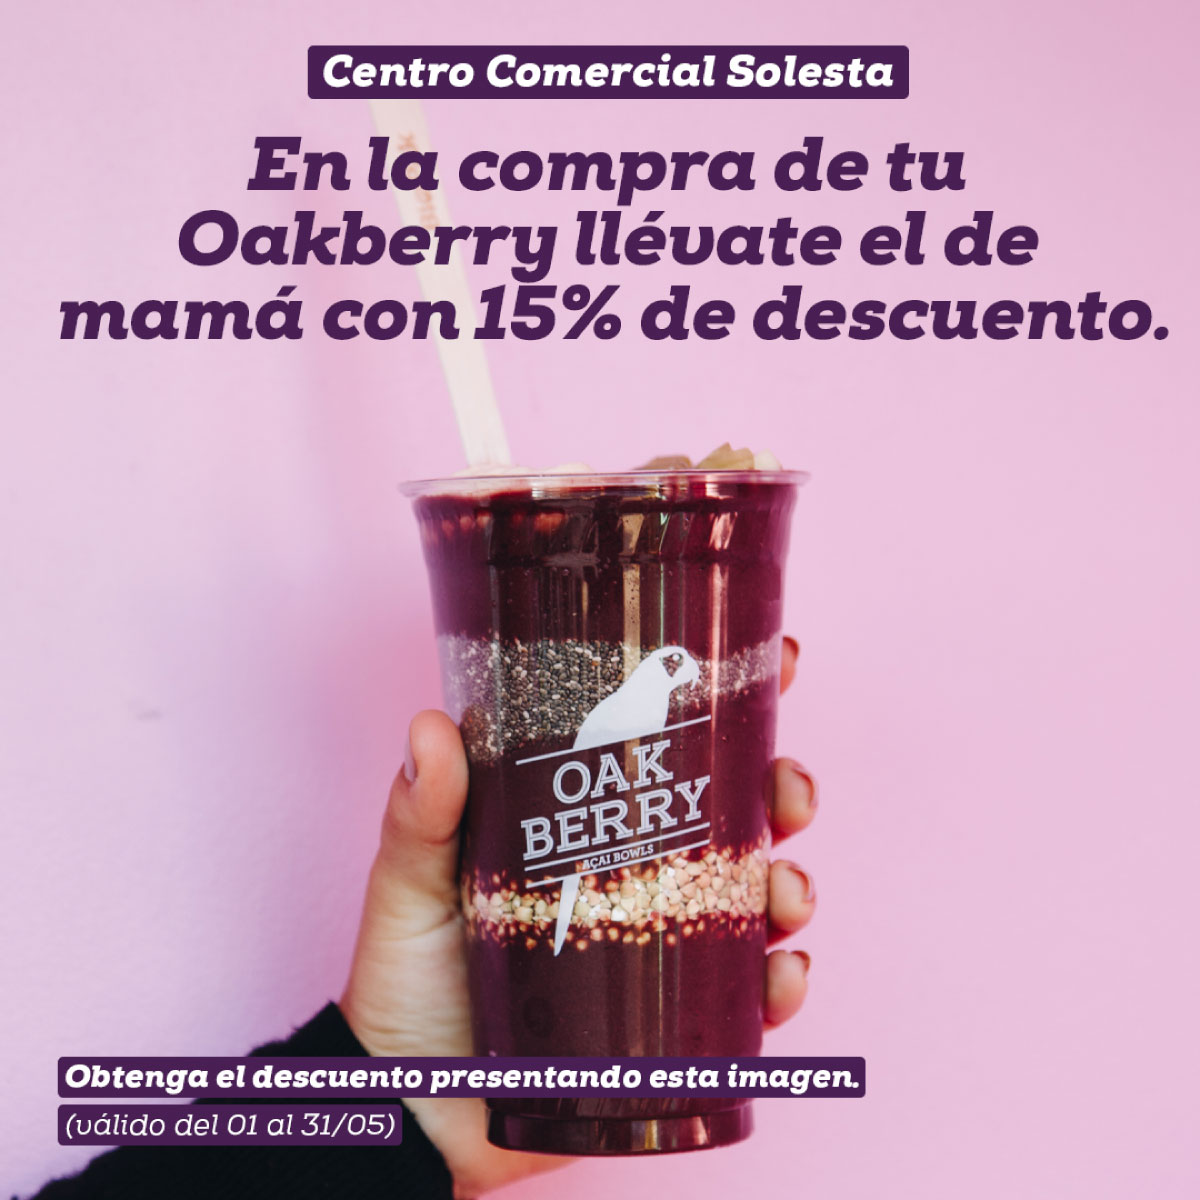 Centro Comercial Solesta
En la compra de tu
Oakberry llévate el de
mamá con 15% de descuento.
OAK
BERRY
AÇAI BOWLS
Obtenga el descuento presentando esta imagen.
(válido del 01 al 31/05)